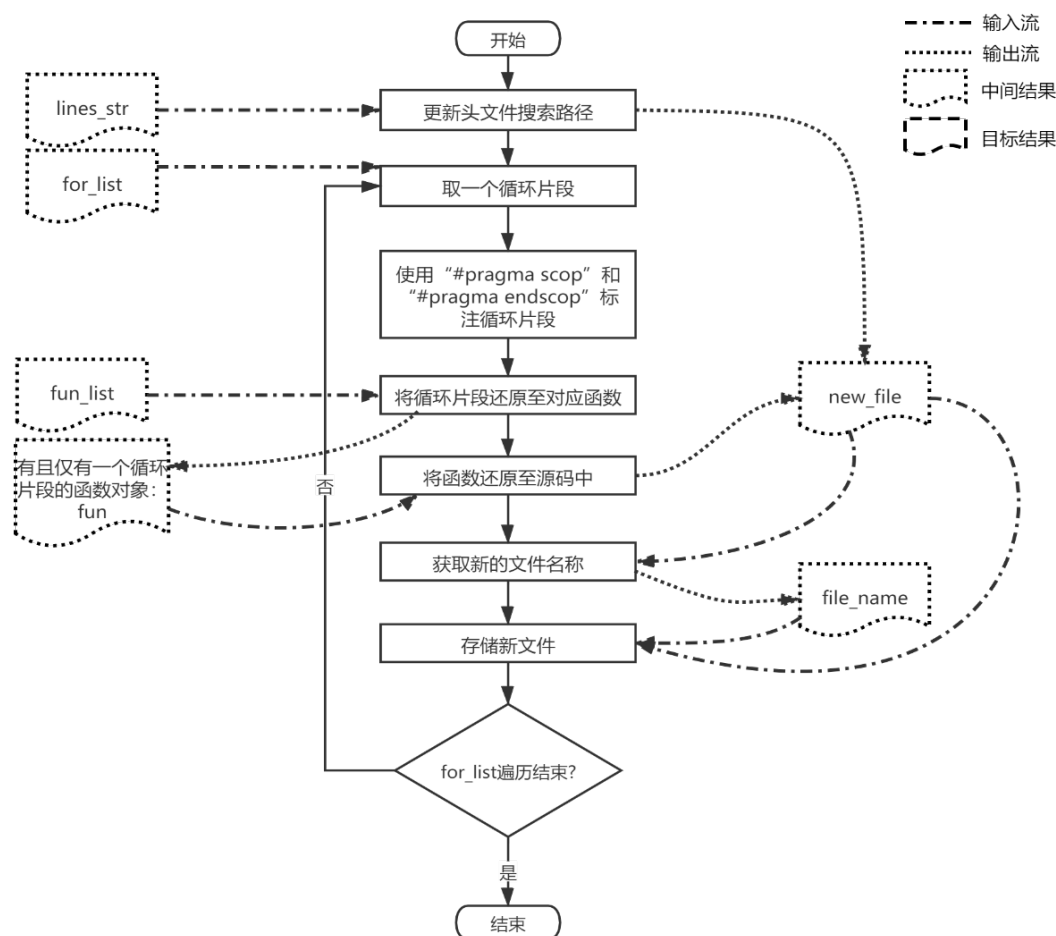 开始
输入流
输出流
中间结果
目标结果
lines_str
更新头文件搜索路径
for_list
取一个循环片段
使用“#pragma scop”和
“#pragma endscop”标
注循环片段
fun_list
将循环片段还原至对应函数
new_file
有且仅有一个循环
片段的函数对象：
fun
将函数还原至源码中
否
获取新的文件名称
file_name
存储新文件
for_list遍历结束?
是
结束